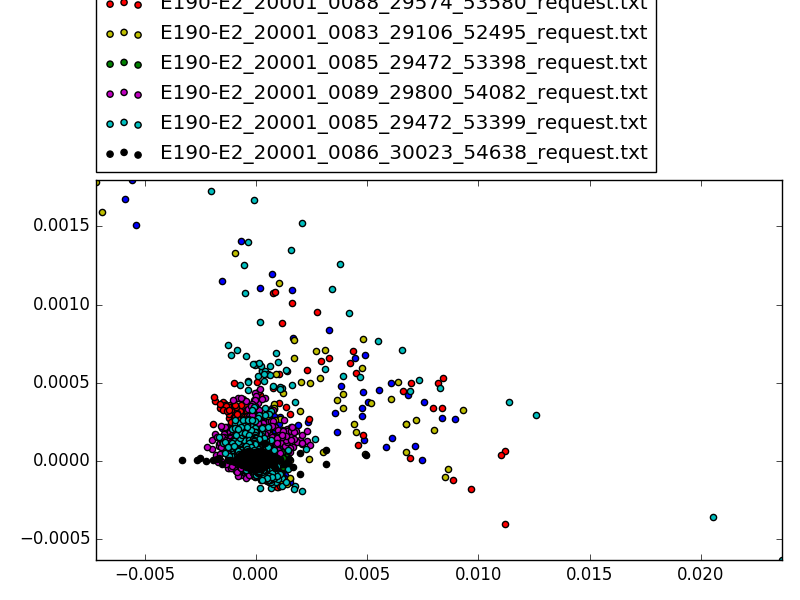 E190-E2_20001_0088_29574_53580_request.txt
E190-E2_20001_0083_29106_52495_request.txt
E190-E2_20001_0085_29472_53398_request.txt
E190-E2_20001_0089_29800_54082_request.txt
E190-E2_20001_0085_29472_53399_request.txt
E190-E2_20001_0086_30023_54638_request.txt
0.0015
0.0010
0.0005
0.0000
−0.0005
−0.005 0.000 0.005 0.010 0.015 0.020